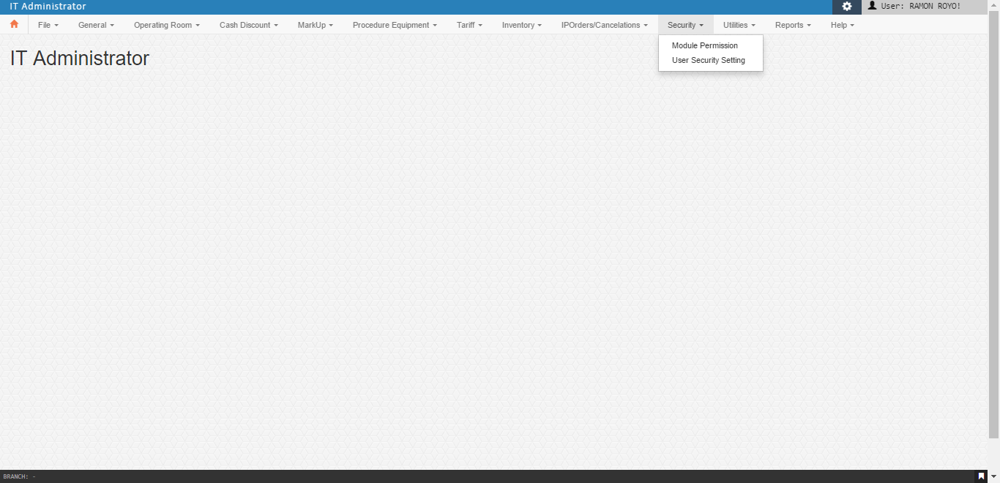 IT Administrator
User: RAMON ROYO!
File General Operating Room Cash Discount MarkUp Procedure Equipment Tariff Inventory IPOrders/Cancelations Security Utilities Reports Help
Module Permission
User Security Setting
IT Administrator
BRANCH: -